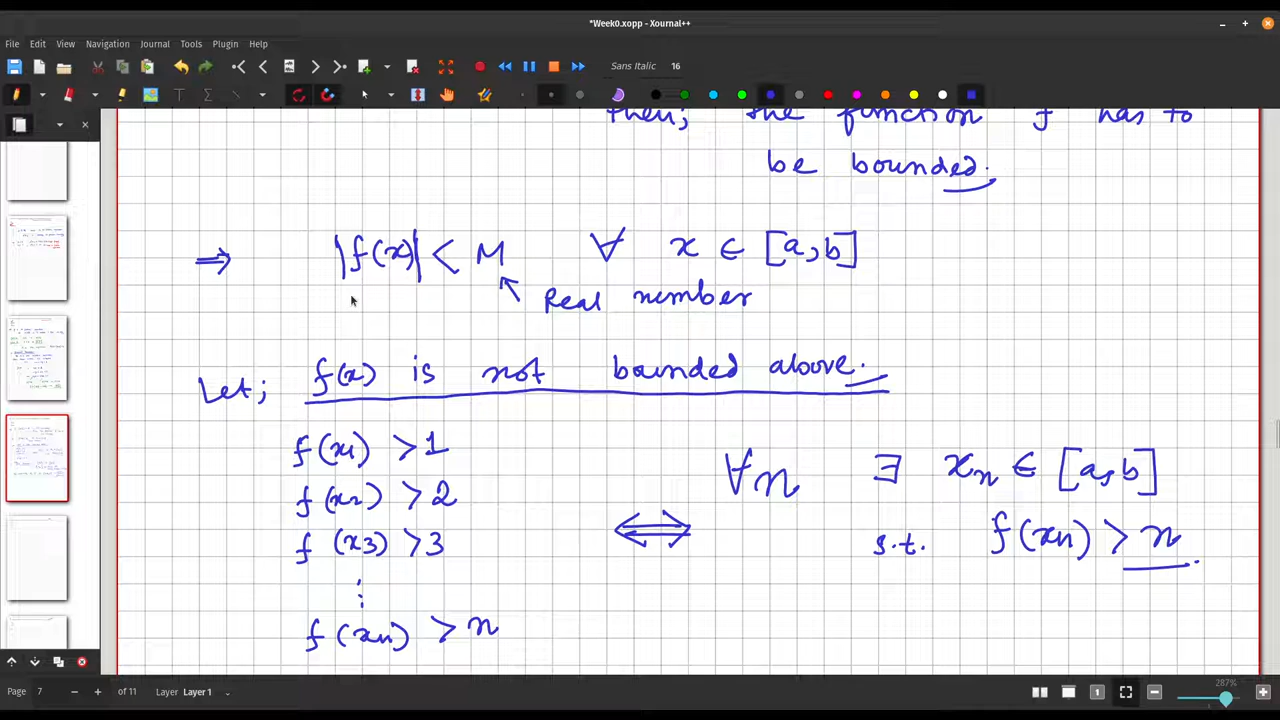 *Week0.xopp - Xournal++
File Edit View Navigation Journal Tools Plugin Help
Sans Italic 16
then; the function f has to
be bounded.
⇒ |f(x)| < M ∀ x ∈ [a,b]
Real number
Let; f(x) is not bounded above.
f(x1) > 1
f(x2) > 2
f(x3) > 3
⋮
f(xn) > n
⟺
∀n ∃ xn ∈ [a,b]
s.t. f(xn) > n.
Page 7 of 11 Layer Layer 1
287%